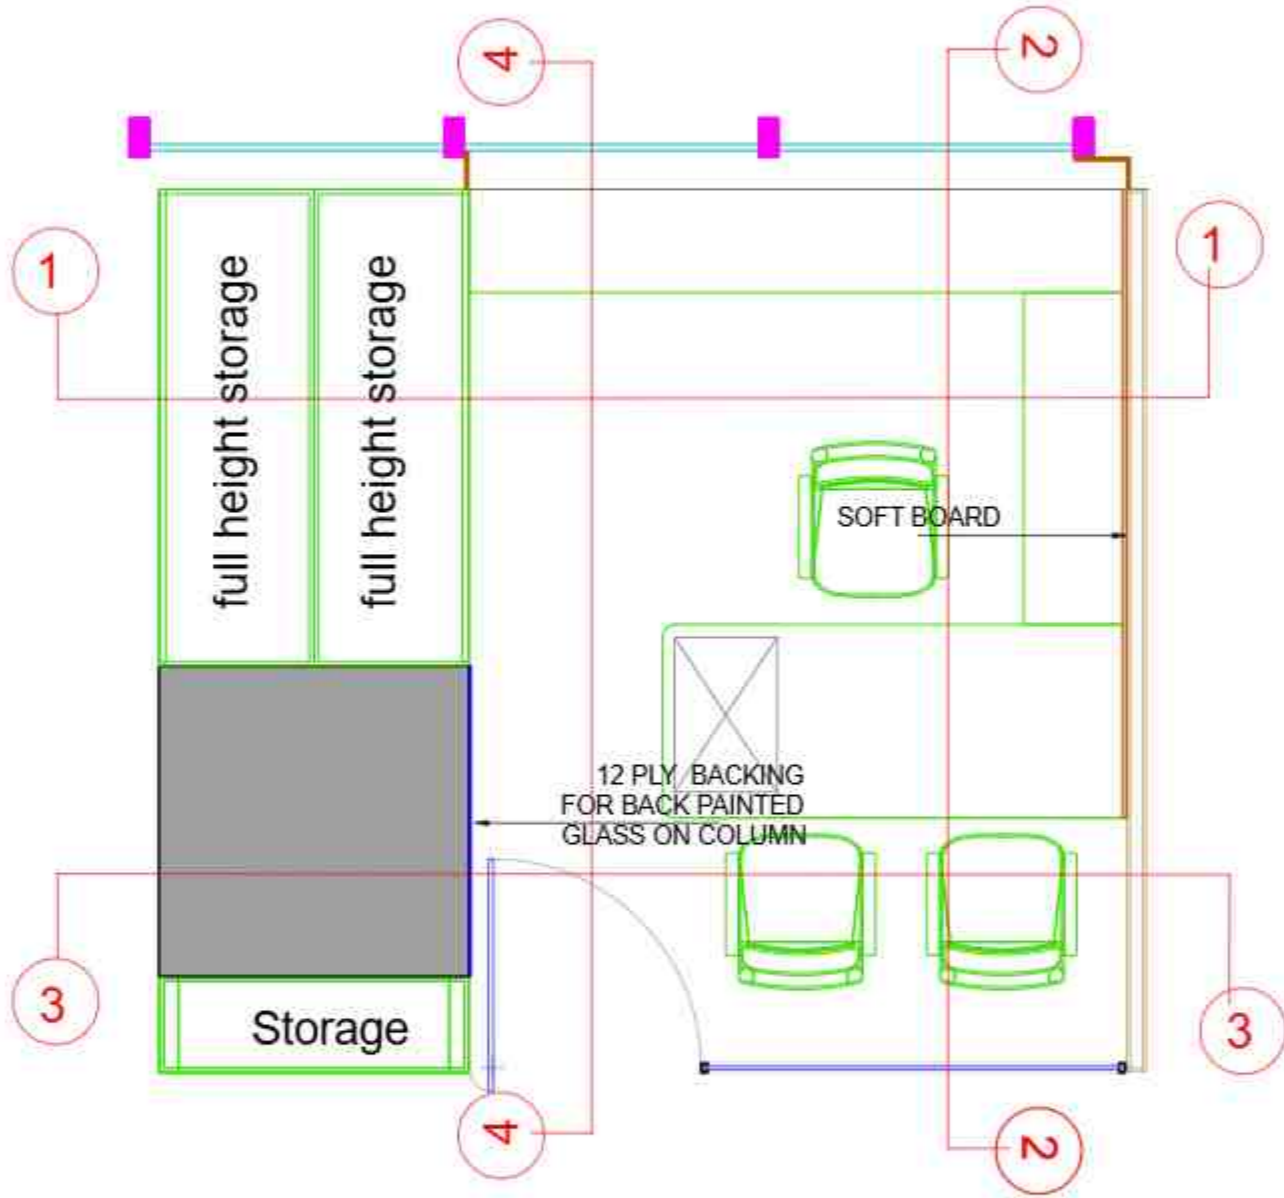 4
2
1
1
full height storage
full height storage
SOFT BOARD
12 PLY BACKING
FOR BACK PAINTED
GLASS ON COLUMN
3
3
Storage
4
2